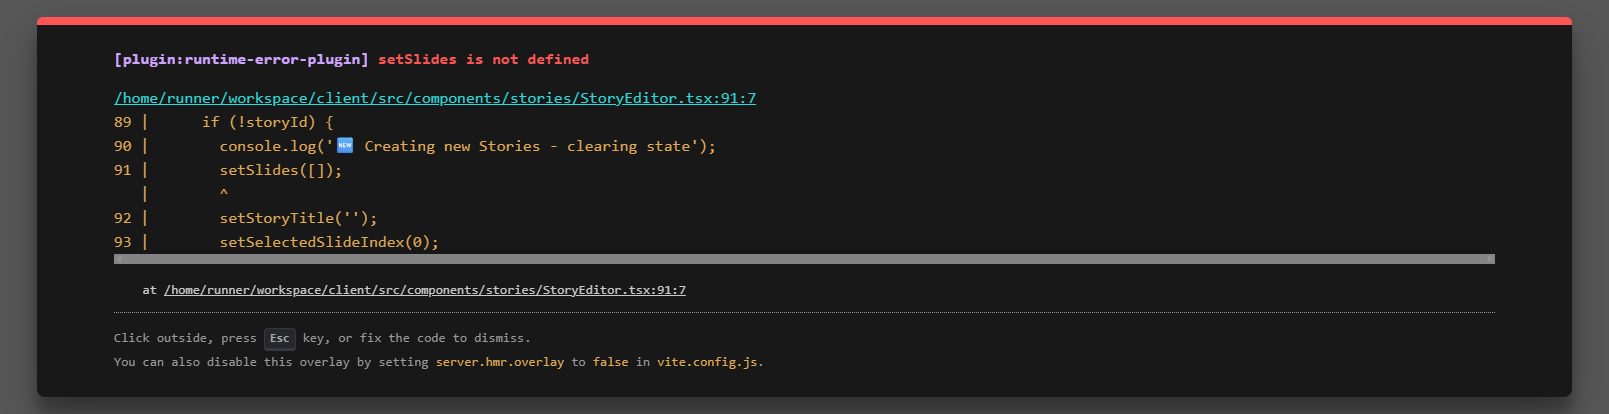 [plugin:runtime-error-plugin] setSlides is not defined
/home/runner/workspace/client/src/components/stories/StoryEditor.tsx:91:7
89 |      if (!storyId) {
90 |        console.log('🆕 Creating new Stories - clearing state');
91 |        setSlides([]);
   |        ^
92 |        setStoryTitle('');
93 |        setSelectedSlideIndex(0);
at /home/runner/workspace/client/src/components/stories/StoryEditor.tsx:91:7
Click outside, press Esc key, or fix the code to dismiss.
You can also disable this overlay by setting server.hmr.overlay to false in vite.config.js.